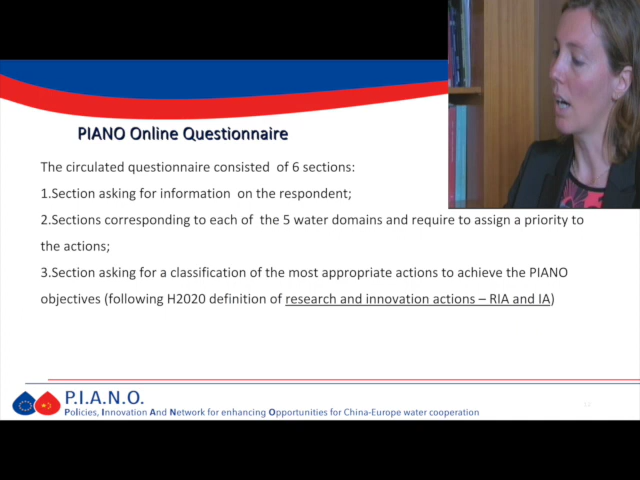 PIANO Online Questionnaire
The circulated questionnaire consisted of 6 sections:
1.Section asking for information on the respondent;
2.Sections corresponding to each of the 5 water domains and require to assign a priority to
the actions;
3.Section asking for a classification of the most appropriate actions to achieve the PIANO
objectives (following H2020 definition of research and innovation actions – RIA and IA)
P.I.A.N.O.
Policies, Innovation And Network for enhancing Opportunities for China-Europe water cooperation